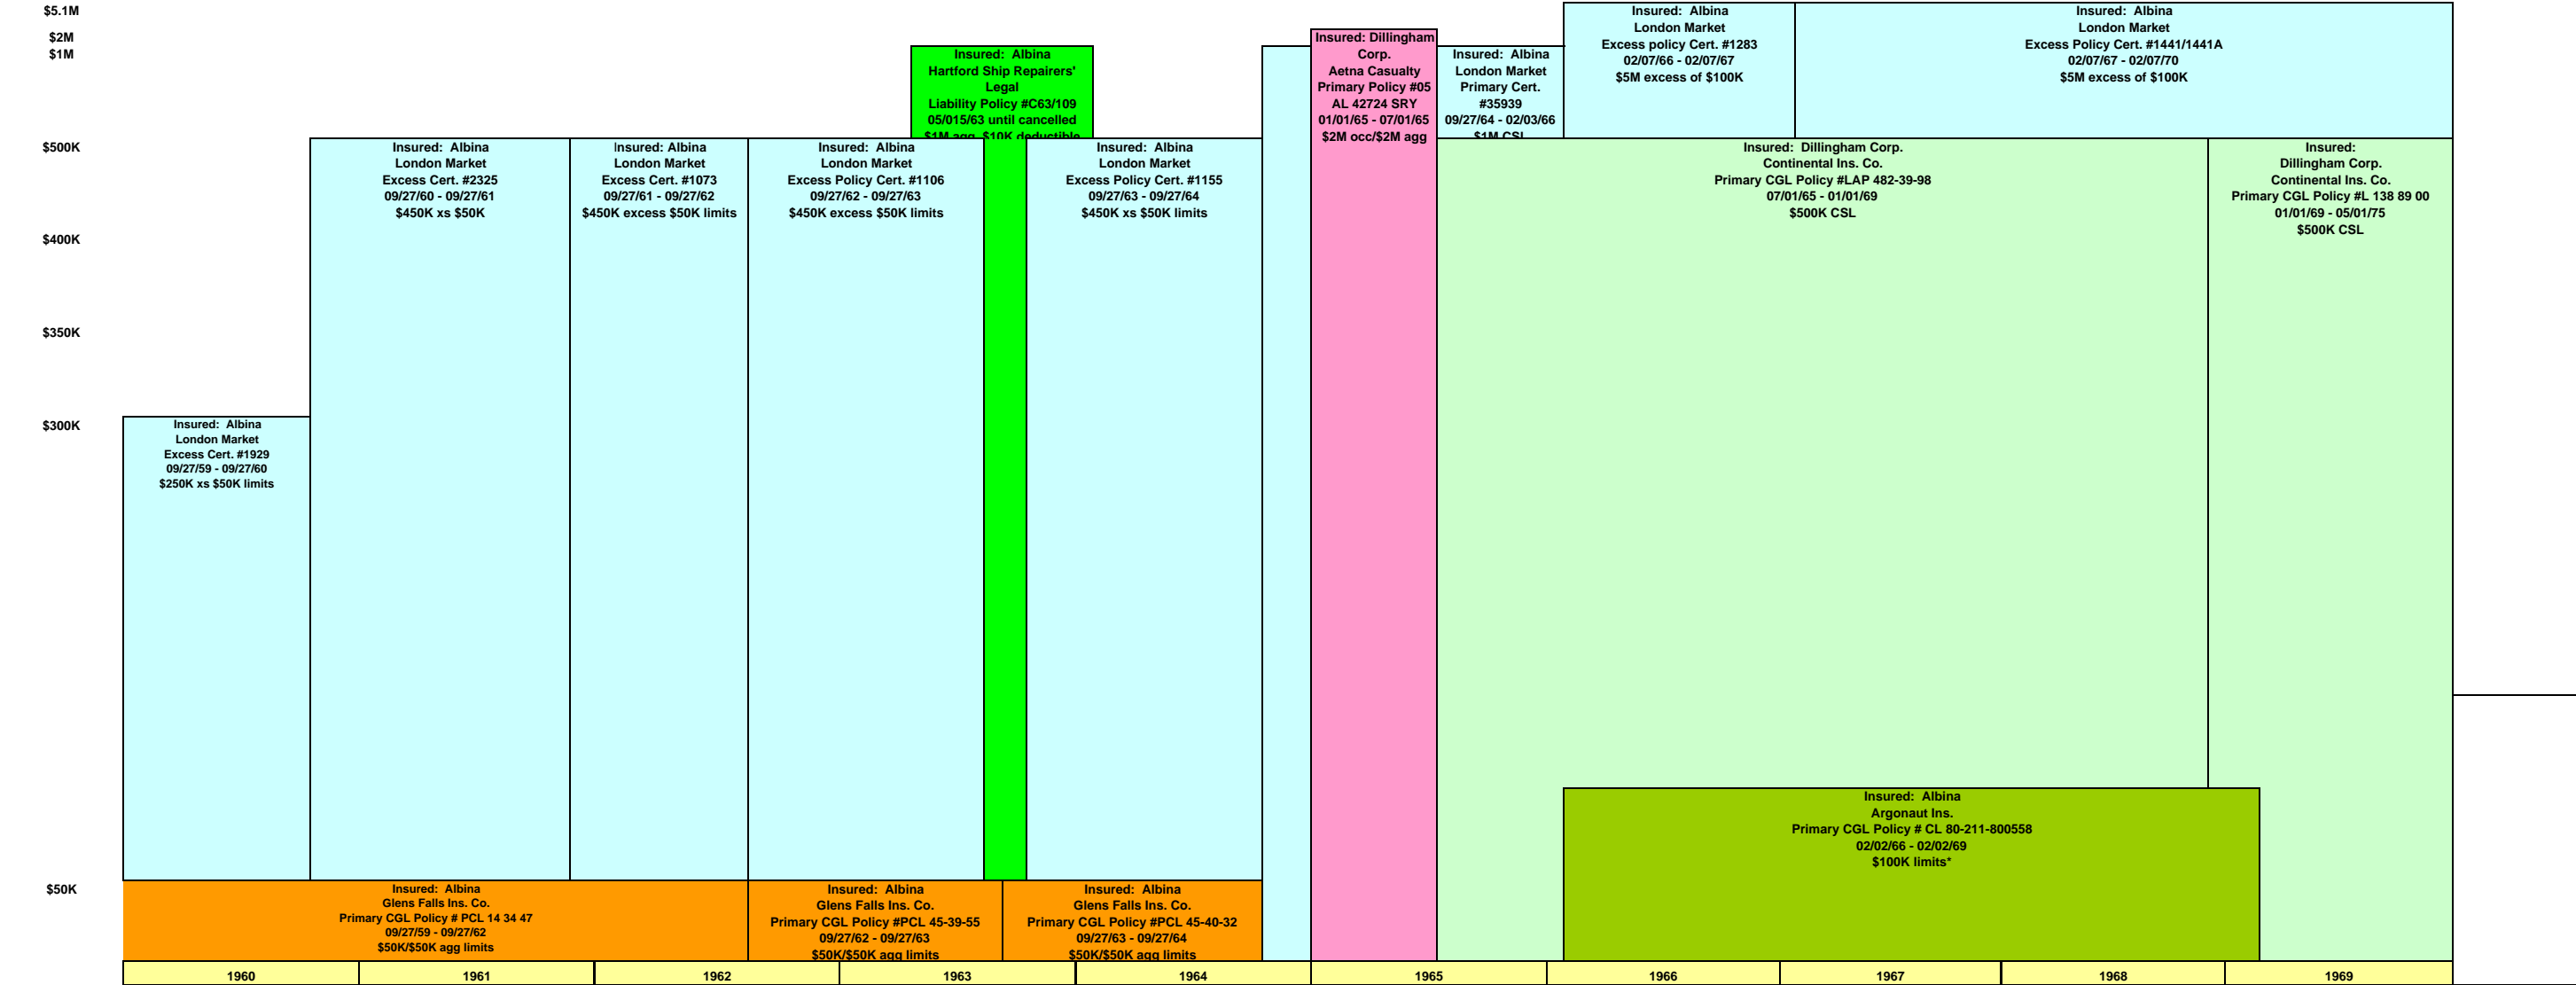 $5.1M
$2M
$1M
$500K
$400K
$350K
$300K
$50K
Insured: Albina
London Market
Excess Cert. #1929
09/27/59 - 09/27/60
$250K xs $50K limits
Insured: Albina
London Market
Excess Cert. #2325
09/27/60 - 09/27/61
$450K xs $50K
Insured: Albina
London Market
Excess Cert. #1073
09/27/61 - 09/27/62
$450K excess $50K limits
Insured: Albina
London Market
Excess Policy Cert. #1106
09/27/62 - 09/27/63
$450K excess $50K limits
Insured: Albina
Hartford Ship Repairers'
Legal
Liability Policy #C63/109
05/015/63 until cancelled
$1M agg. $10K deductible
Insured: Albina
London Market
Excess Policy Cert. #1155
09/27/63 - 09/27/64
$450K xs $50K limits
Insured: Dillingham
Corp.
Aetna Casualty
Primary Policy #05
AL 42724 SRY
01/01/65 - 07/01/65
$2M occ/$2M agg
Insured: Albina
London Market
Primary Cert.
#35939
09/27/64 - 02/03/66
$1M CSL
Insured: Albina
London Market
Excess policy Cert. #1283
02/07/66 - 02/07/67
$5M excess of $100K
Insured: Albina
London Market
Excess Policy Cert. #1441/1441A
02/07/67 - 02/07/70
$5M excess of $100K
Insured: Dillingham Corp.
Continental Ins. Co.
Primary CGL Policy #LAP 482-39-98
07/01/65 - 01/01/69
$500K CSL
Insured:
Dillingham Corp.
Continental Ins. Co.
Primary CGL Policy #L 138 89 00
01/01/69 - 05/01/75
$500K CSL
Insured: Albina
Argonaut Ins.
Primary CGL Policy # CL 80-211-800558
02/02/66 - 02/02/69
$100K limits*
Insured: Albina
Glens Falls Ins. Co.
Primary CGL Policy # PCL 14 34 47
09/27/59 - 09/27/62
$50K/$50K agg limits
Insured: Albina
Glens Falls Ins. Co.
Primary CGL Policy #PCL 45-39-55
09/27/62 - 09/27/63
$50K/$50K agg limits
Insured: Albina
Glens Falls Ins. Co.
Primary CGL Policy #PCL 45-40-32
09/27/63 - 09/27/64
$50K/$50K agg limits
1960
1961
1962
1963
1964
1965
1966
1967
1968
1969